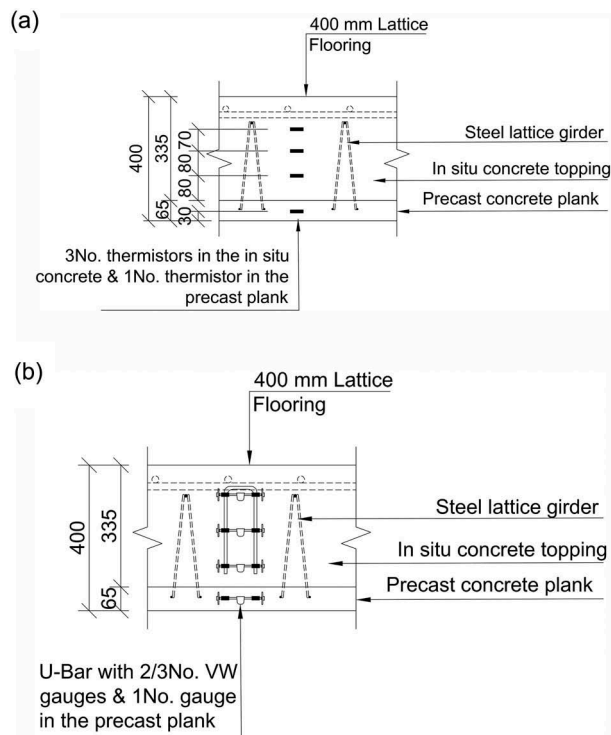 (a)
400 mm Lattice
Flooring
Steel lattice girder
In situ concrete topping
Precast concrete plank
400
335
65
70
80
80
30
3No. thermistors in the in situ
concrete & 1No. thermistor in the
precast plank
(b)
400 mm Lattice
Flooring
Steel lattice girder
In situ concrete topping
Precast concrete plank
400
335
65
U-Bar with 2/3No. VW
gauges & 1No. gauge
in the precast plank